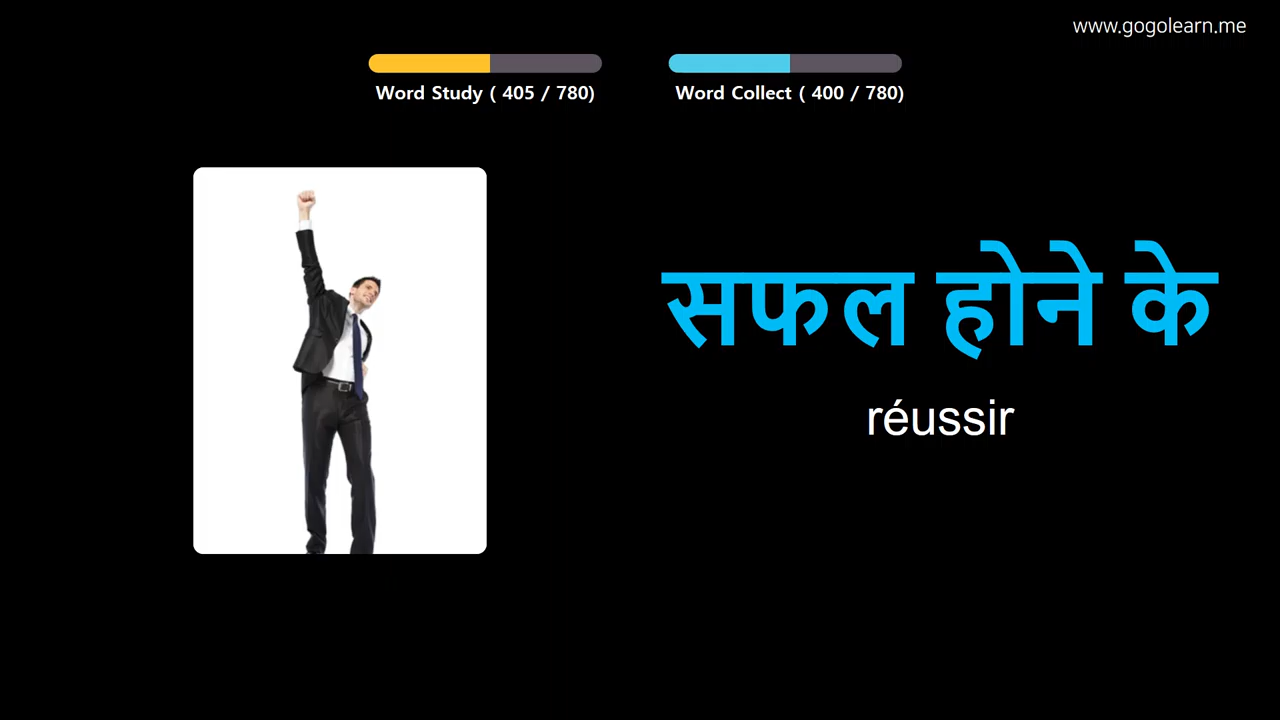 www.gogolearn.me
Word Study ( 405 / 780)
Word Collect ( 400 / 780)
सफल होने के
réussir